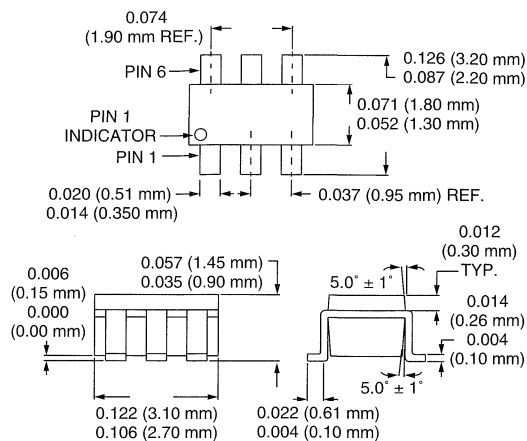 0.074
(1.90 mm REF.)
PIN 6
0.126 (3.20 mm)
0.087 (2.20 mm)
0.071 (1.80 mm)
0.052 (1.30 mm)
PIN 1
INDICATOR
PIN 1
0.020 (0.51 mm)
0.014 (0.350 mm)
0.037 (0.95 mm) REF.
0.006
(0.15 mm)
0.000
(0.00 mm)
0.057 (1.45 mm)
0.035 (0.90 mm)
0.122 (3.10 mm)
0.106 (2.70 mm)
5.0° ± 1°
0.012
(0.30 mm)
TYP.
0.014
(0.26 mm)
0.004
(0.10 mm)
5.0° ± 1°
0.022 (0.61 mm)
0.004 (0.10 mm)